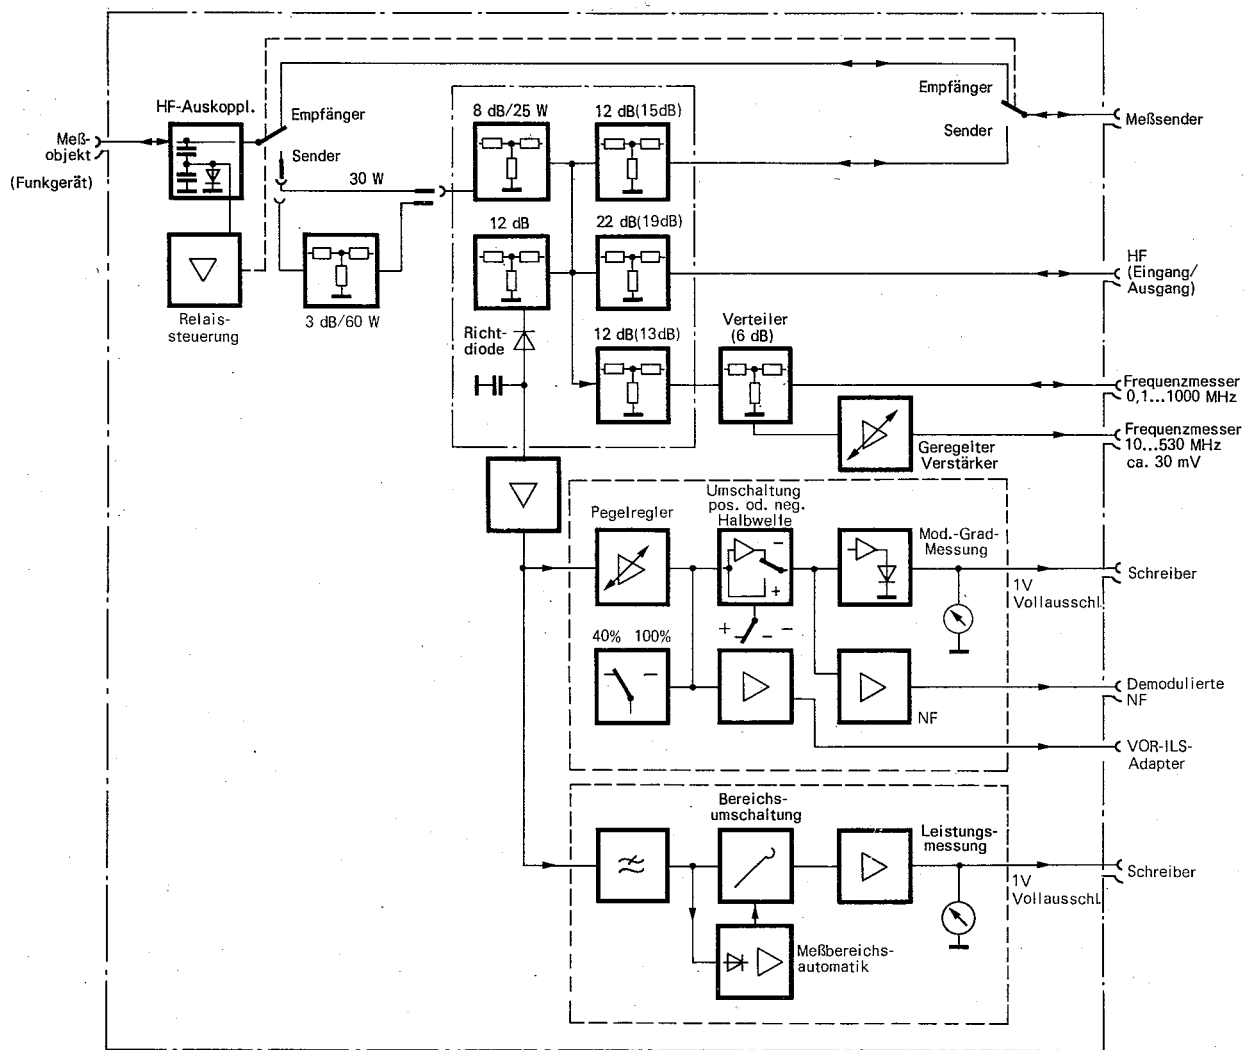 HF-Auskoppl.
Empfänger
8 dB/25 W
12 dB(15dB)
Empfänger
Meß-
objekt
(Funkgerät)
Sender
Sender
Meßsender
30 W
12 dB
22 dB(19dB)
HF
(Eingang/
Ausgang)
Relais-
steuerung
3 dB/60 W
Richt-
diode
12 dB(13dB)
Verteiler
(6 dB)
Frequenzmesser
0,1...1000 MHz
Geregelter
Verstärker
Frequenzmesser
10...530 MHz
ca. 30 mV
Pegelregler
Umschaltung
pos. od. neg.
Halbwelle
–
+
Mod.-Grad-
Messung
1V
Vollausschl.
Schreiber
40% 100%
+ – –
NF
Demodulierte
NF
VOR-ILS-
Adapter
Bereichs-
umschaltung
Leistungs-
messung
1V
Vollausschl.
Schreiber
Meßbereichs-
automatik